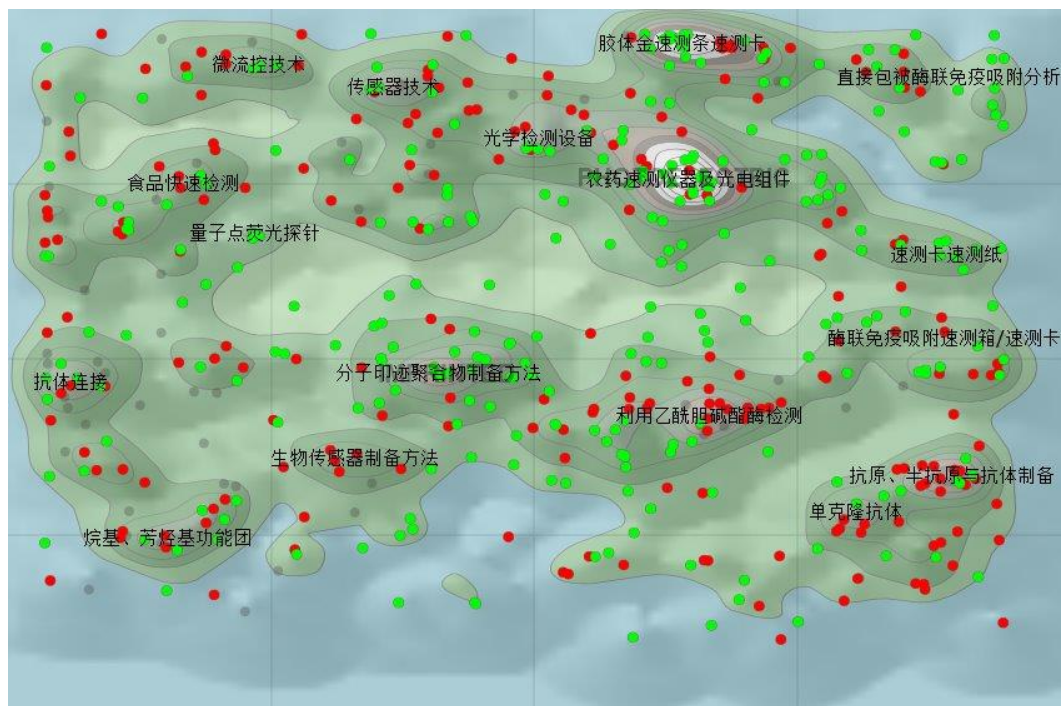 胶体金速测条速测卡
微流控技术
直接包被酶联免疫吸附分析
传感器技术
光学检测设备
农药速测仪器及光电组件
食品快速检测
量子点荧光探针
速测卡速测纸
酶联免疫吸附速测箱/速测卡
分子印迹聚合物制备方法
抗体连接
利用乙酰胆碱酯酶检测
生物传感器制备方法
抗原、半抗原与抗体制备
单克隆抗体
烷基、芳烃基功能团